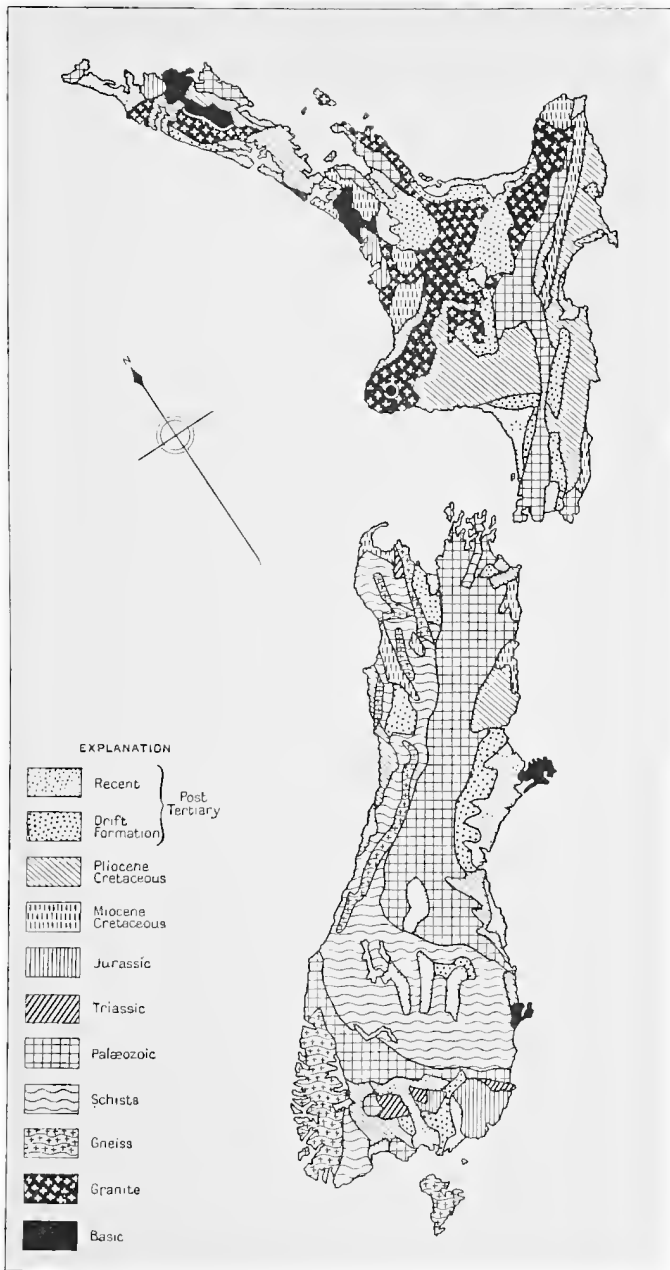 N
EXPLANATION
Recent
Drift
Formation
Post
Tertiary
Pliocene
Cretaceous
Miocene
Cretaceous
Jurassic
Triassic
Palæozoic
Schists
Gneiss
Granite
Basic